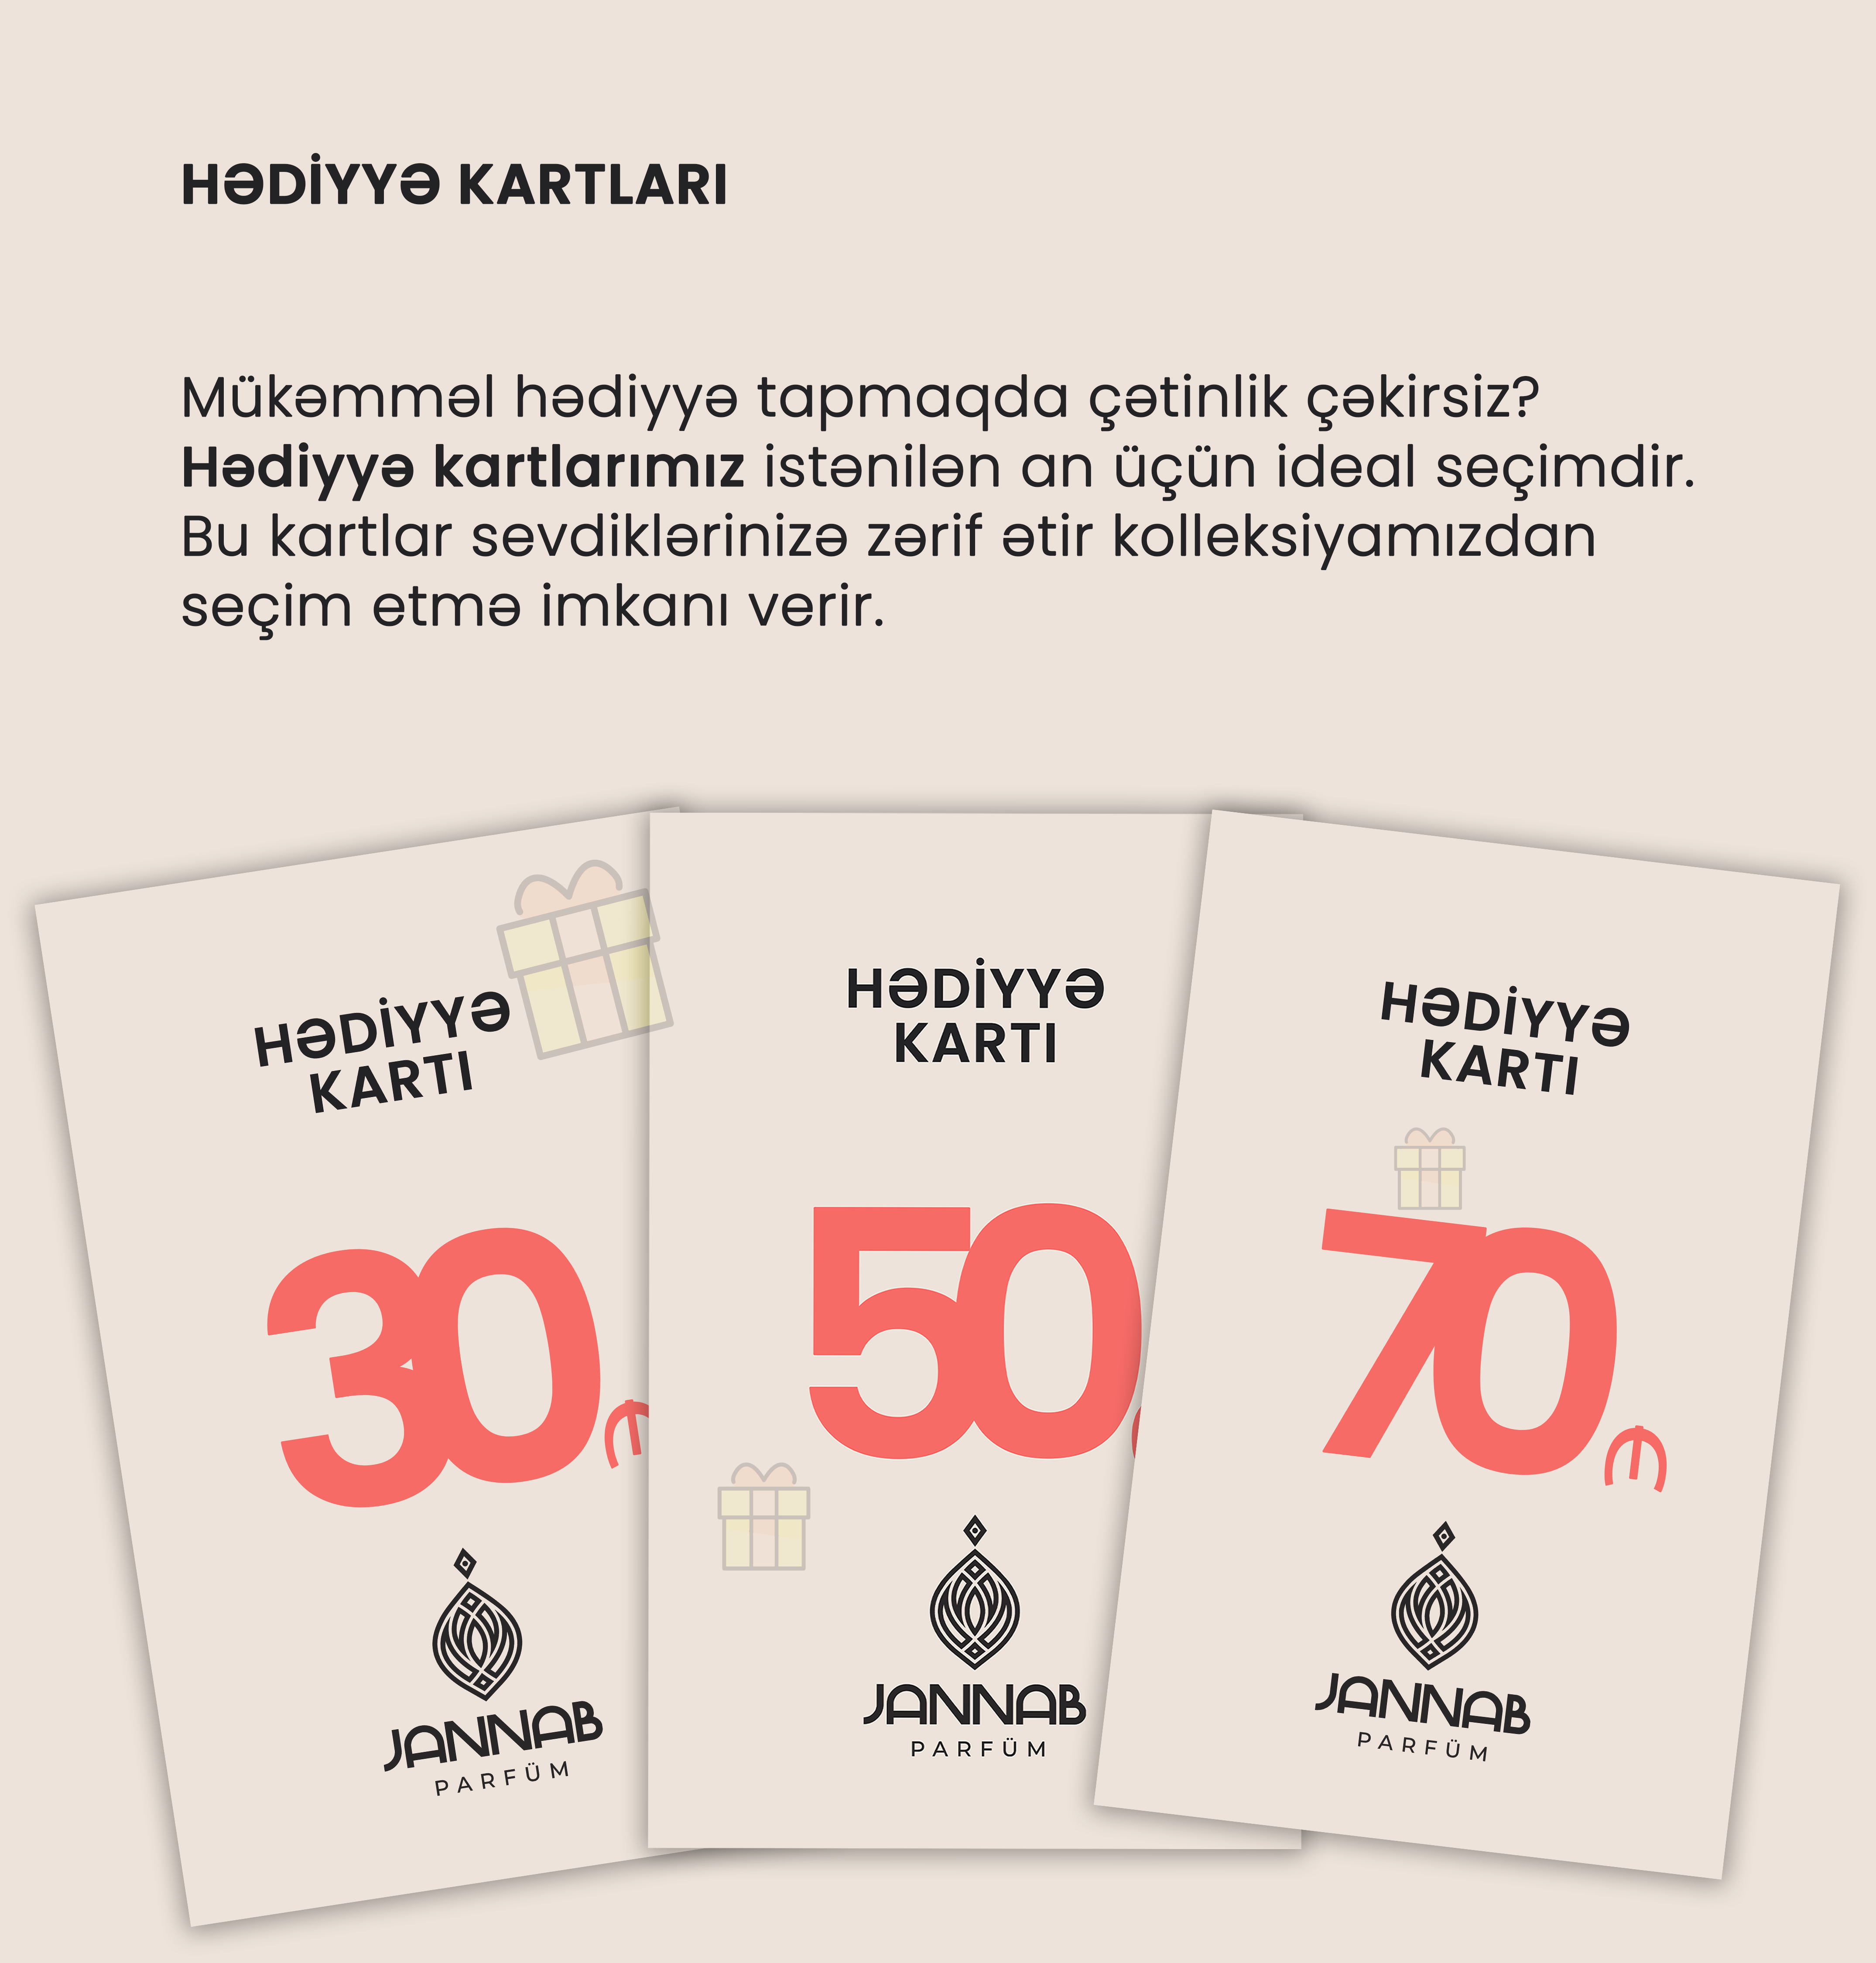 HƏDİYYƏ KARTLARI
Mükəmməl hədiyyə tapmaqda çətinlik çəkirsiz?
Hədiyyə kartlarımız istənilən an üçün ideal seçimdir.
Bu kartlar sevdiklərinizə zərif ətir kolleksiyamızdan
seçim etmə imkanı verir.
HƏDİYYƏ
KARTI
30₼
JANNAB
PARFÜM
HƏDİYYƏ
KARTI
50
JANNAB
PARFÜM
HƏDİYYƏ
KARTI
70₼
JANNAB
PARFÜM